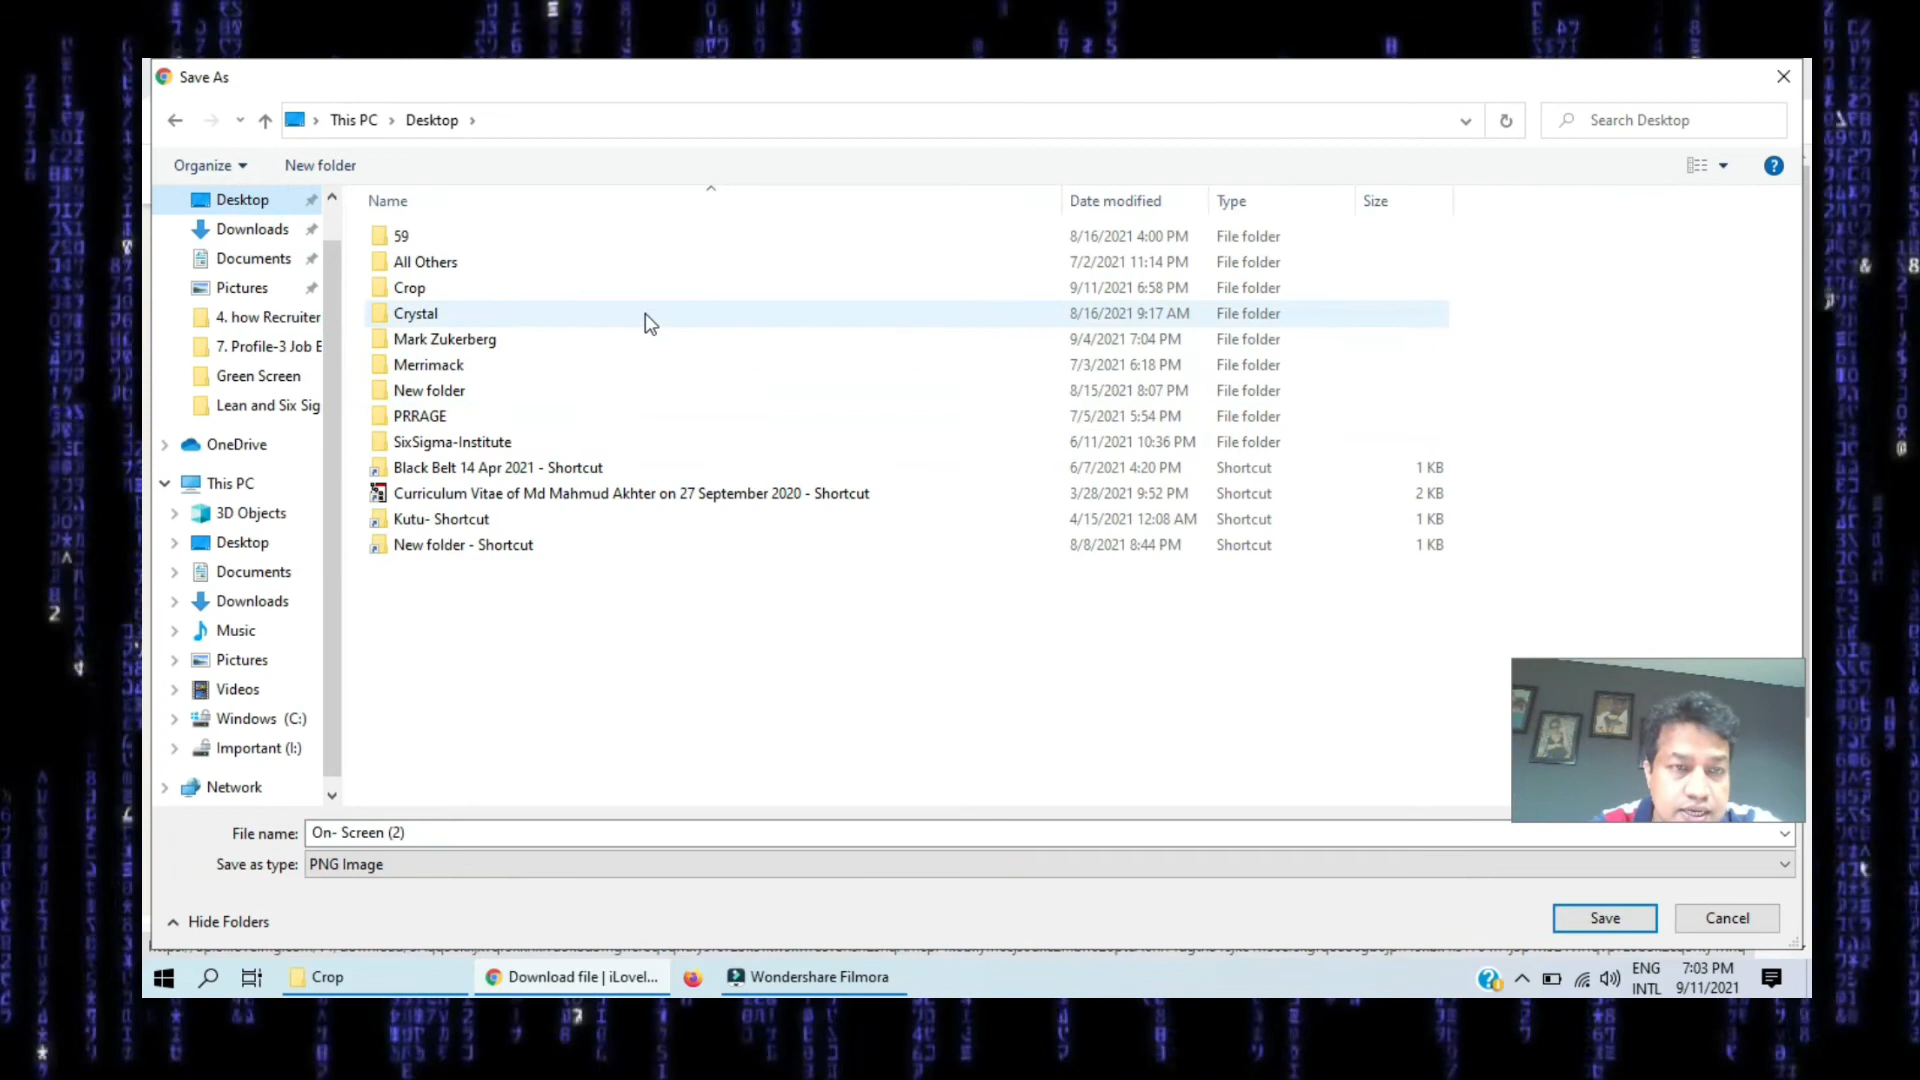 Save As
This PC > Desktop >
Search Desktop
Organize
New folder
Name
Date modified
Type
Size
Desktop
Downloads
Documents
Pictures
4. how Recruiter
7. Profile-3 Job E
Green Screen
Lean and Six Sig
OneDrive
This PC
3D Objects
Desktop
Documents
Downloads
Music
Pictures
Videos
Windows (C:)
Important (I:)
Network
59 8/16/2021 4:00 PM File folder
All Others 7/2/2021 11:14 PM File folder
Crop 9/11/2021 6:58 PM File folder
Crystal 8/16/2021 9:17 AM File folder
Mark Zukerberg 9/4/2021 7:04 PM File folder
Merrimack 7/3/2021 6:18 PM File folder
New folder 8/15/2021 8:07 PM File folder
PRRAGE 7/5/2021 5:54 PM File folder
SixSigma-Institute 6/11/2021 10:36 PM File folder
Black Belt 14 Apr 2021 - Shortcut 6/7/2021 4:20 PM Shortcut 1 KB
Curriculum Vitae of Md Mahmud Akhter on 27 September 2020 - Shortcut 3/28/2021 9:52 PM Shortcut 2 KB
Kutu- Shortcut 4/15/2021 12:08 AM Shortcut 1 KB
New folder - Shortcut 8/8/2021 8:44 PM Shortcut 1 KB
File name: On- Screen (2)
Save as type: PNG Image
Hide Folders
Save
Cancel
Crop
Download file | iLovel...
Wondershare Filmora
ENG
INTL
7:03 PM
9/11/2021